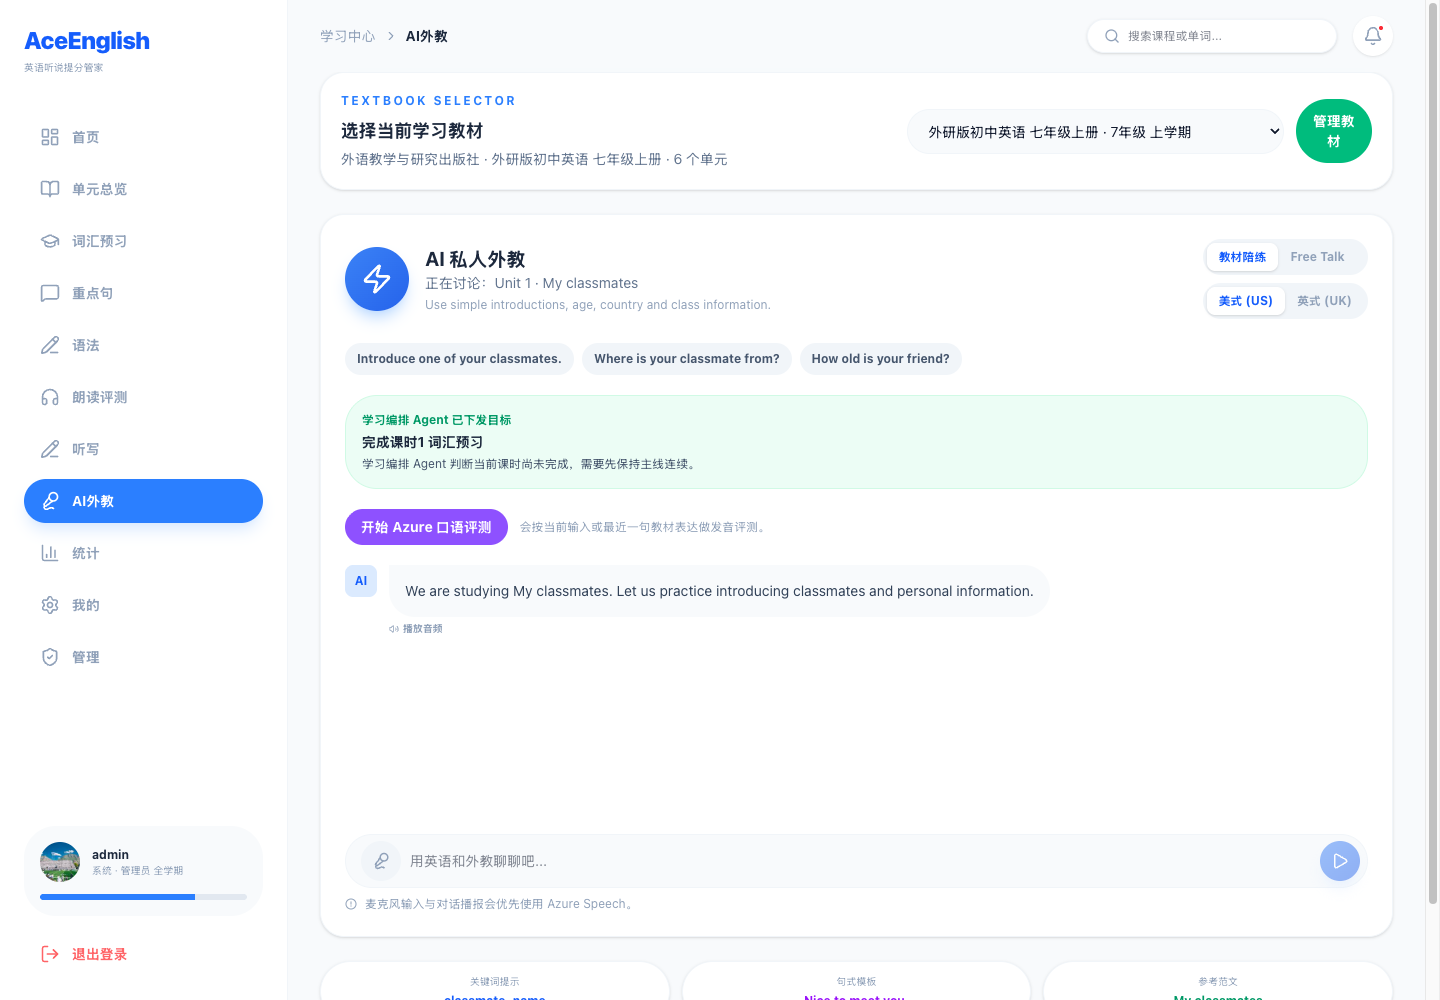 AceEnglish
英语听说提分管家
首页
单元总览
词汇预习
重点句
语法
朗读评测
听写
AI外教
统计
我的
管理
admin
系统 · 管理员 全学期
退出登录
学习中心
AI外教
搜索课程或单词...
TEXTBOOK SELECTOR
选择当前学习教材
外语教学与研究出版社 · 外研版初中英语 七年级上册 · 6 个单元
外研版初中英语 七年级上册 · 7年级 上学期
管理教
材
AI 私人外教
正在讨论：Unit 1 · My classmates
Use simple introductions, age, country and class information.
教材陪练 Free Talk
美式 (US) 英式 (UK)
Introduce one of your classmates.
Where is your classmate from?
How old is your friend?
学习编排 Agent 已下发目标
完成课时1 词汇预习
学习编排 Agent 判断当前课时尚未完成，需要先保持主线连续。
开始 Azure 口语评测
会按当前输入或最近一句教材表达做发音评测。
AI
We are studying My classmates. Let us practice introducing classmates and personal information.
播放音频
用英语和外教聊聊吧...
麦克风输入与对话播报会优先使用 Azure Speech。
关键词提示
classmate, name
句式模板
Nice to meet you
参考范文
My classmates